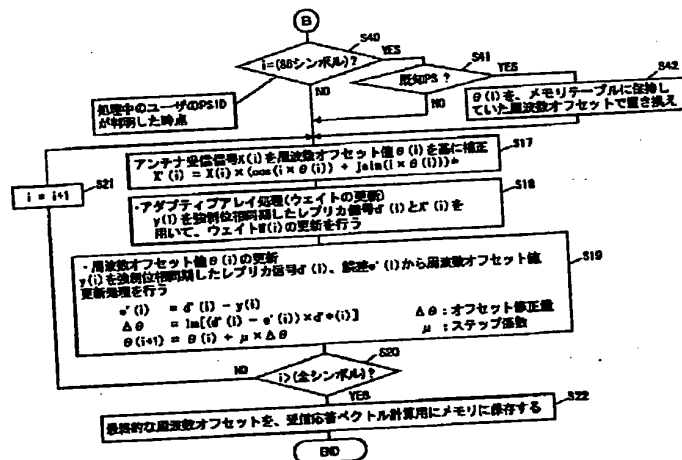 B
S40
i=(86シンボル)?
YES
S41
NO
既知PS ?
YES
S42
NO
処理中のユーザのPSID
が判明した時点
θ(i)を、メモリテーブルに保持し
ていた周波数オフセットで置き換え
S17
アンテナ受信信号X(i)を周波数オフセット値θ(i)を基に補正
X'(i) = X(i)×(cos(i×θ(i)) + jsin(i×θ(i)))*
i = i+1
S21
S18
・アダプティブアレイ処理(ウェイトの更新)
y(i)を強制位相同期したレプリカ信号d'(i)とX'(i)を
用いて、ウェイトW(i)の更新を行う
S19
・周波数オフセット値θ(i)の更新
y(i)を強制位相同期したレプリカ信号d'(i)、誤差e'(i)から周波数オフセット値
更新処理を行う
e'(i) = d'(i) - y(i)
Δθ = Im[(d'(i) - e'(i))×d'*(i)]
Δθ:オフセット修正量
θ(i+1) = θ(i) + μ×Δθ
μ:ステップ係数
S20
NO
i>(全シンボル)?
YES
S22
最終的な周波数オフセットを、受信応答ベクトル計算用にメモリに保存する
END